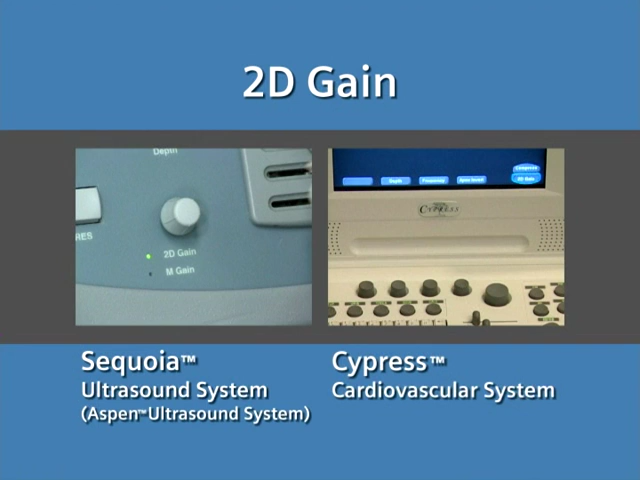 2D Gain
Depth
RES
2D Gain
M Gain
Depth
Frequency
2D Gain
CYPRESS
Sequoia™
Ultrasound System
(Aspen™ Ultrasound System)
Cypress™
Cardiovascular System